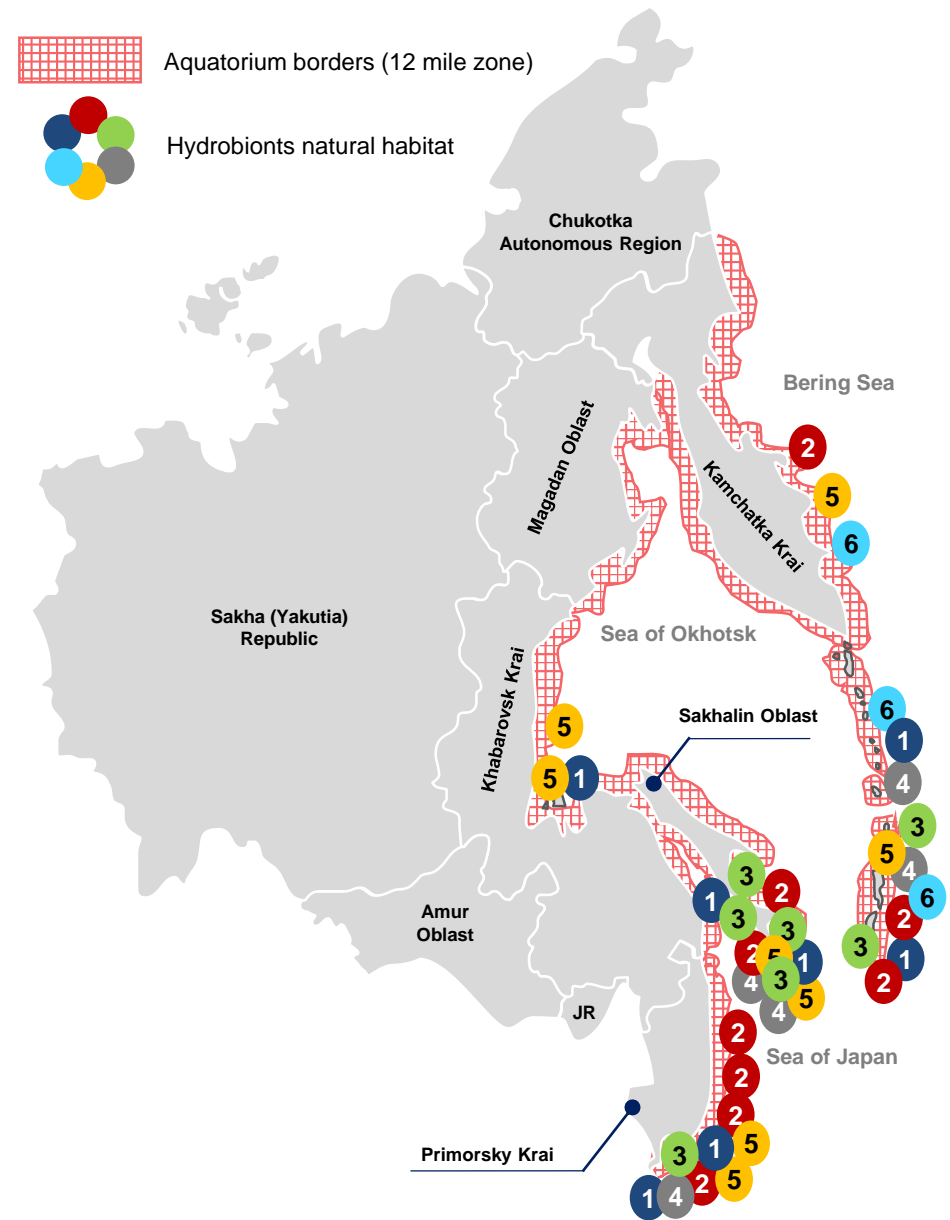 Aquatorium borders (12 mile zone)
Hydrobionts natural habitat
Chukotka
Autonomous Region
Bering Sea
Magadan Oblast
Kamchatka Krai
2
5
6
Sakha (Yakutia)
Republic
Khabarovsk Krai
Sea of Okhotsk
Sakhalin Oblast
5
5
1
6
1
4
3
5
4
6
2
3
1
2
3
2
1
3
3
2
5
1
4
3
5
4
Amur
Oblast
JR
2
Sea of Japan
2
2
Primorsky Krai
3
1
5
1
4
2
5